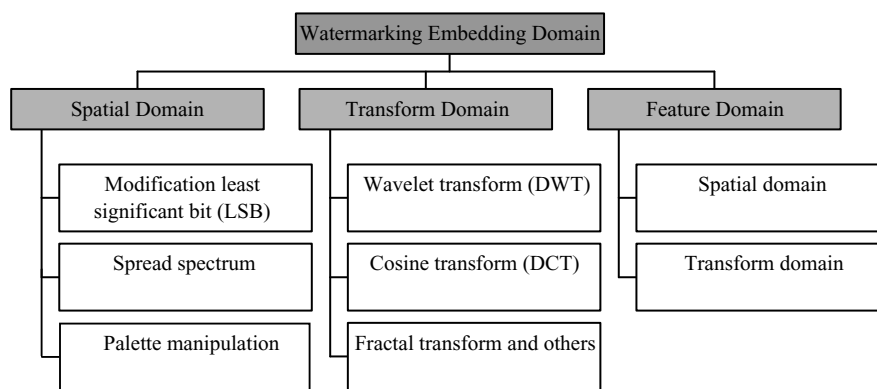 Watermarking Embedding Domain
Spatial Domain
Transform Domain
Feature Domain
Modification least
significant bit (LSB)
Spread spectrum
Palette manipulation
Wavelet transform (DWT)
Cosine transform (DCT)
Fractal transform and others
Spatial domain
Transform domain